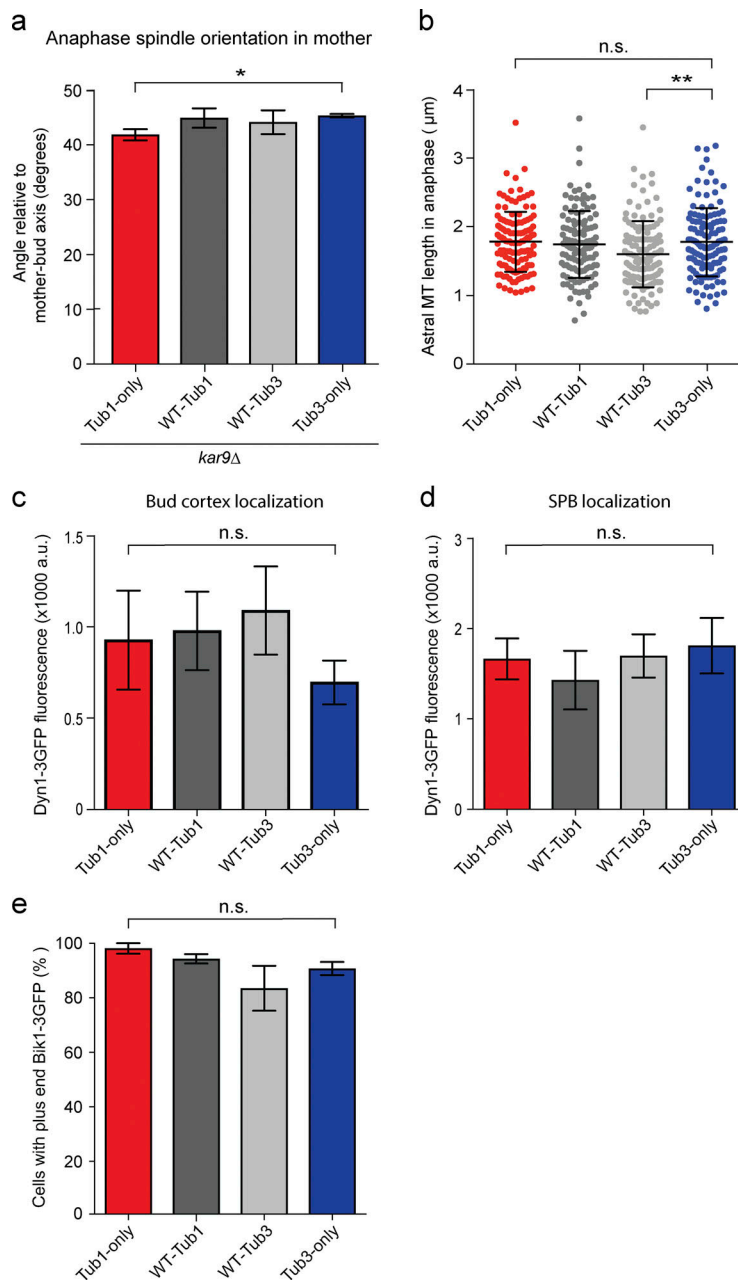 a
Anaphase spindle orientation in mother
*
50
40
30
20
10
0
Angle relative to
mother-bud axis (degrees)
Tub1-only
WT-Tub1
WT-Tub3
Tub3-only
kar9Δ
b
n.s.
**
4
3
2
1
0
Astral MT length in anaphase ( µm)
Tub1-only
WT-Tub1
WT-Tub3
Tub3-only
c
Bud cortex localization
n.s.
1.5
1.0
0.5
0
Dyn1-3GFP fluorescence (x1000 a.u.)
Tub1-only
WT-Tub1
WT-Tub3
Tub3-only
d
SPB localization
n.s.
3
2
1
0
Dyn1-3GFP fluorescence (x1000 a.u.)
Tub1-only
WT-Tub1
WT-Tub3
Tub3-only
e
n.s.
100
80
60
40
20
0
Cells with plus end Bik1-3GFP (% )
Tub1-only
WT-Tub1
WT-Tub3
Tub3-only